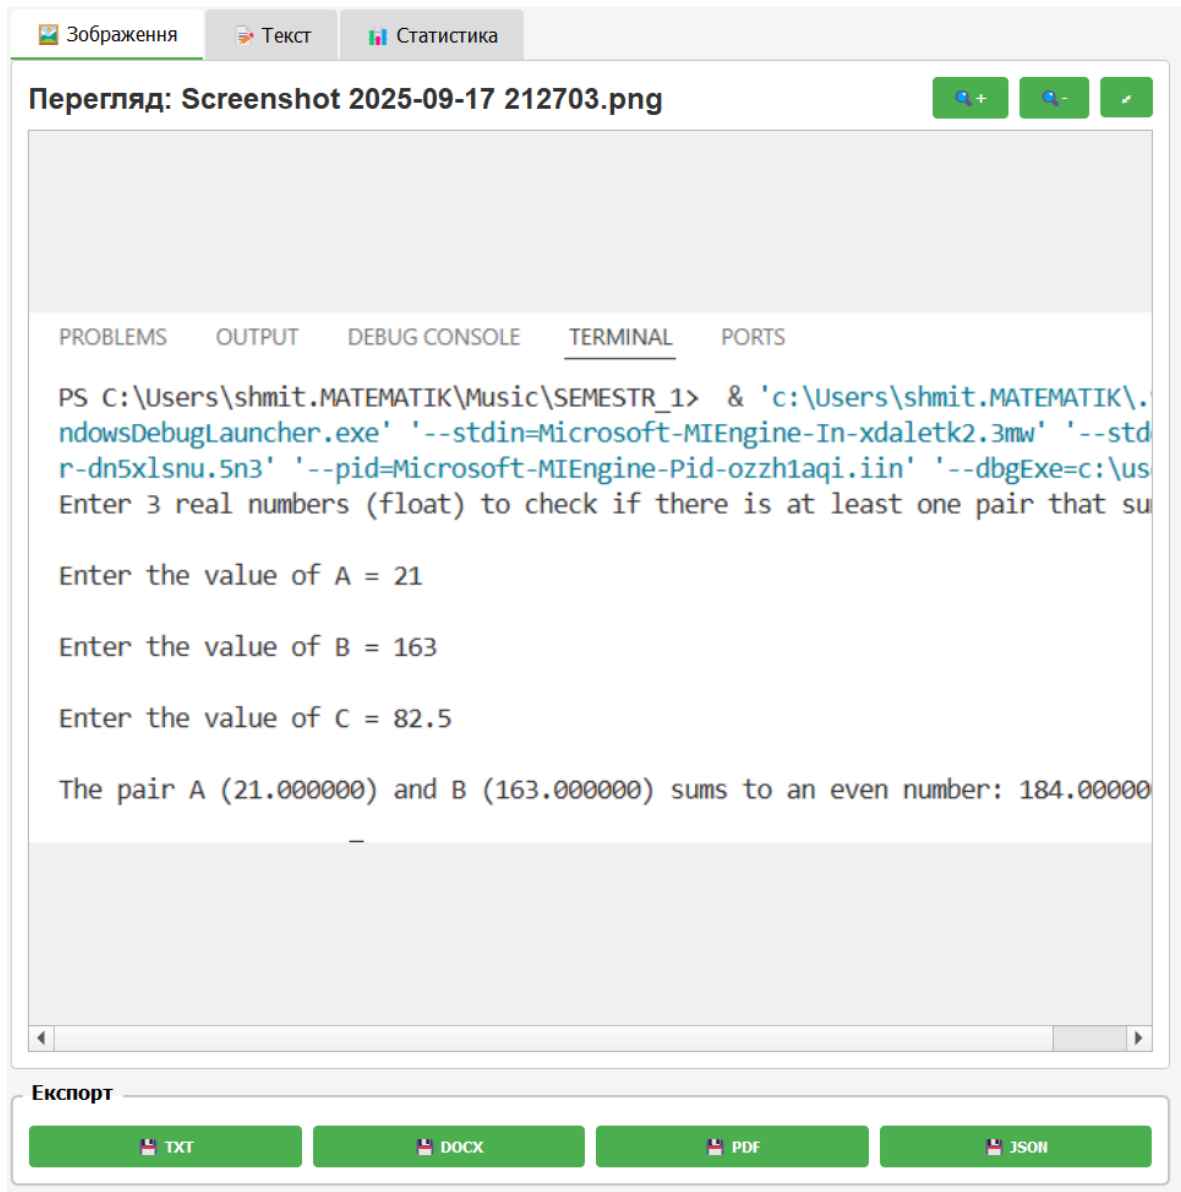 Зображення Текст Статистика
Перегляд: Screenshot 2025-09-17 212703.png + -
PROBLEMS OUTPUT DEBUG CONSOLE TERMINAL PORTS
PS C:\Users\shmit.MATEMATIK\Music\SEMESTR_1> & 'c:\Users\shmit.MATEMATIK\.
ndowsDebugLauncher.exe' '--stdin=Microsoft-MIEngine-In-xdaletk2.3mw' '--std
r-dn5xlsnu.5n3' '--pid=Microsoft-MIEngine-Pid-ozzh1aqi.iin' '--dbgExe=c:\us
Enter 3 real numbers (float) to check if there is at least one pair that su
Enter the value of A = 21
Enter the value of B = 163
Enter the value of C = 82.5
The pair A (21.000000) and B (163.000000) sums to an even number: 184.00000
Експорт
TXT DOCX PDF JSON